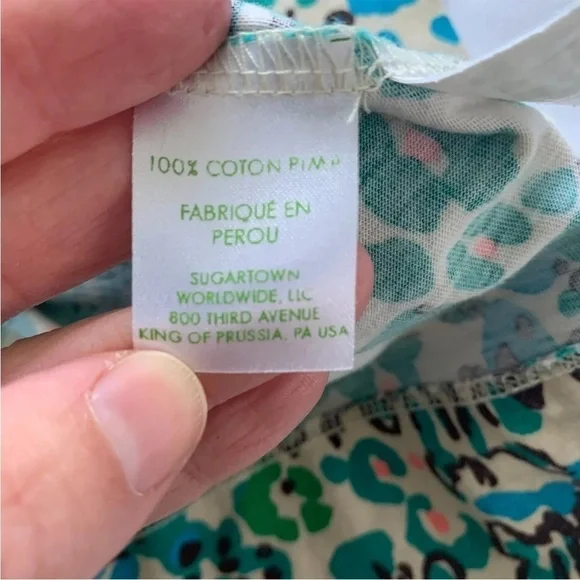 100% COTON PIMA
FABRIQUÉ EN
PEROU
SUGARTOWN
WORLDWIDE, LLC
800 THIRD AVENUE
KING OF PRUSSIA, PA USA